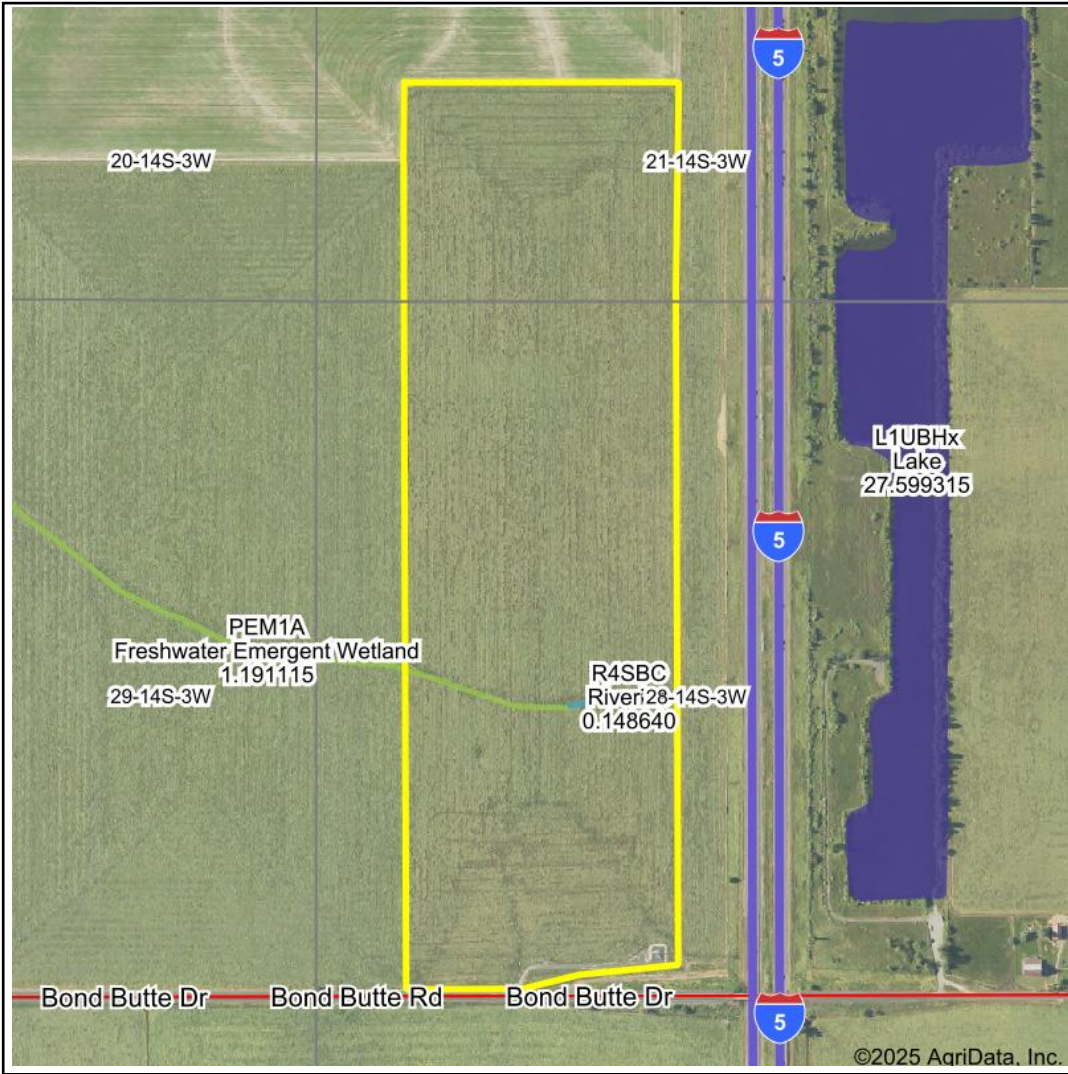 5
20-14S-3W
21-14S-3W
L1UBHx
Lake
27.599315
5
PEM1A
Freshwater Emergent Wetland
1.191115
29-14S-3W
R4SBC
28-14S-3W
0.148640
Bond Butte Dr
Bond Butte Rd
Bond Butte Dr
5
©2025 AgriData, Inc.